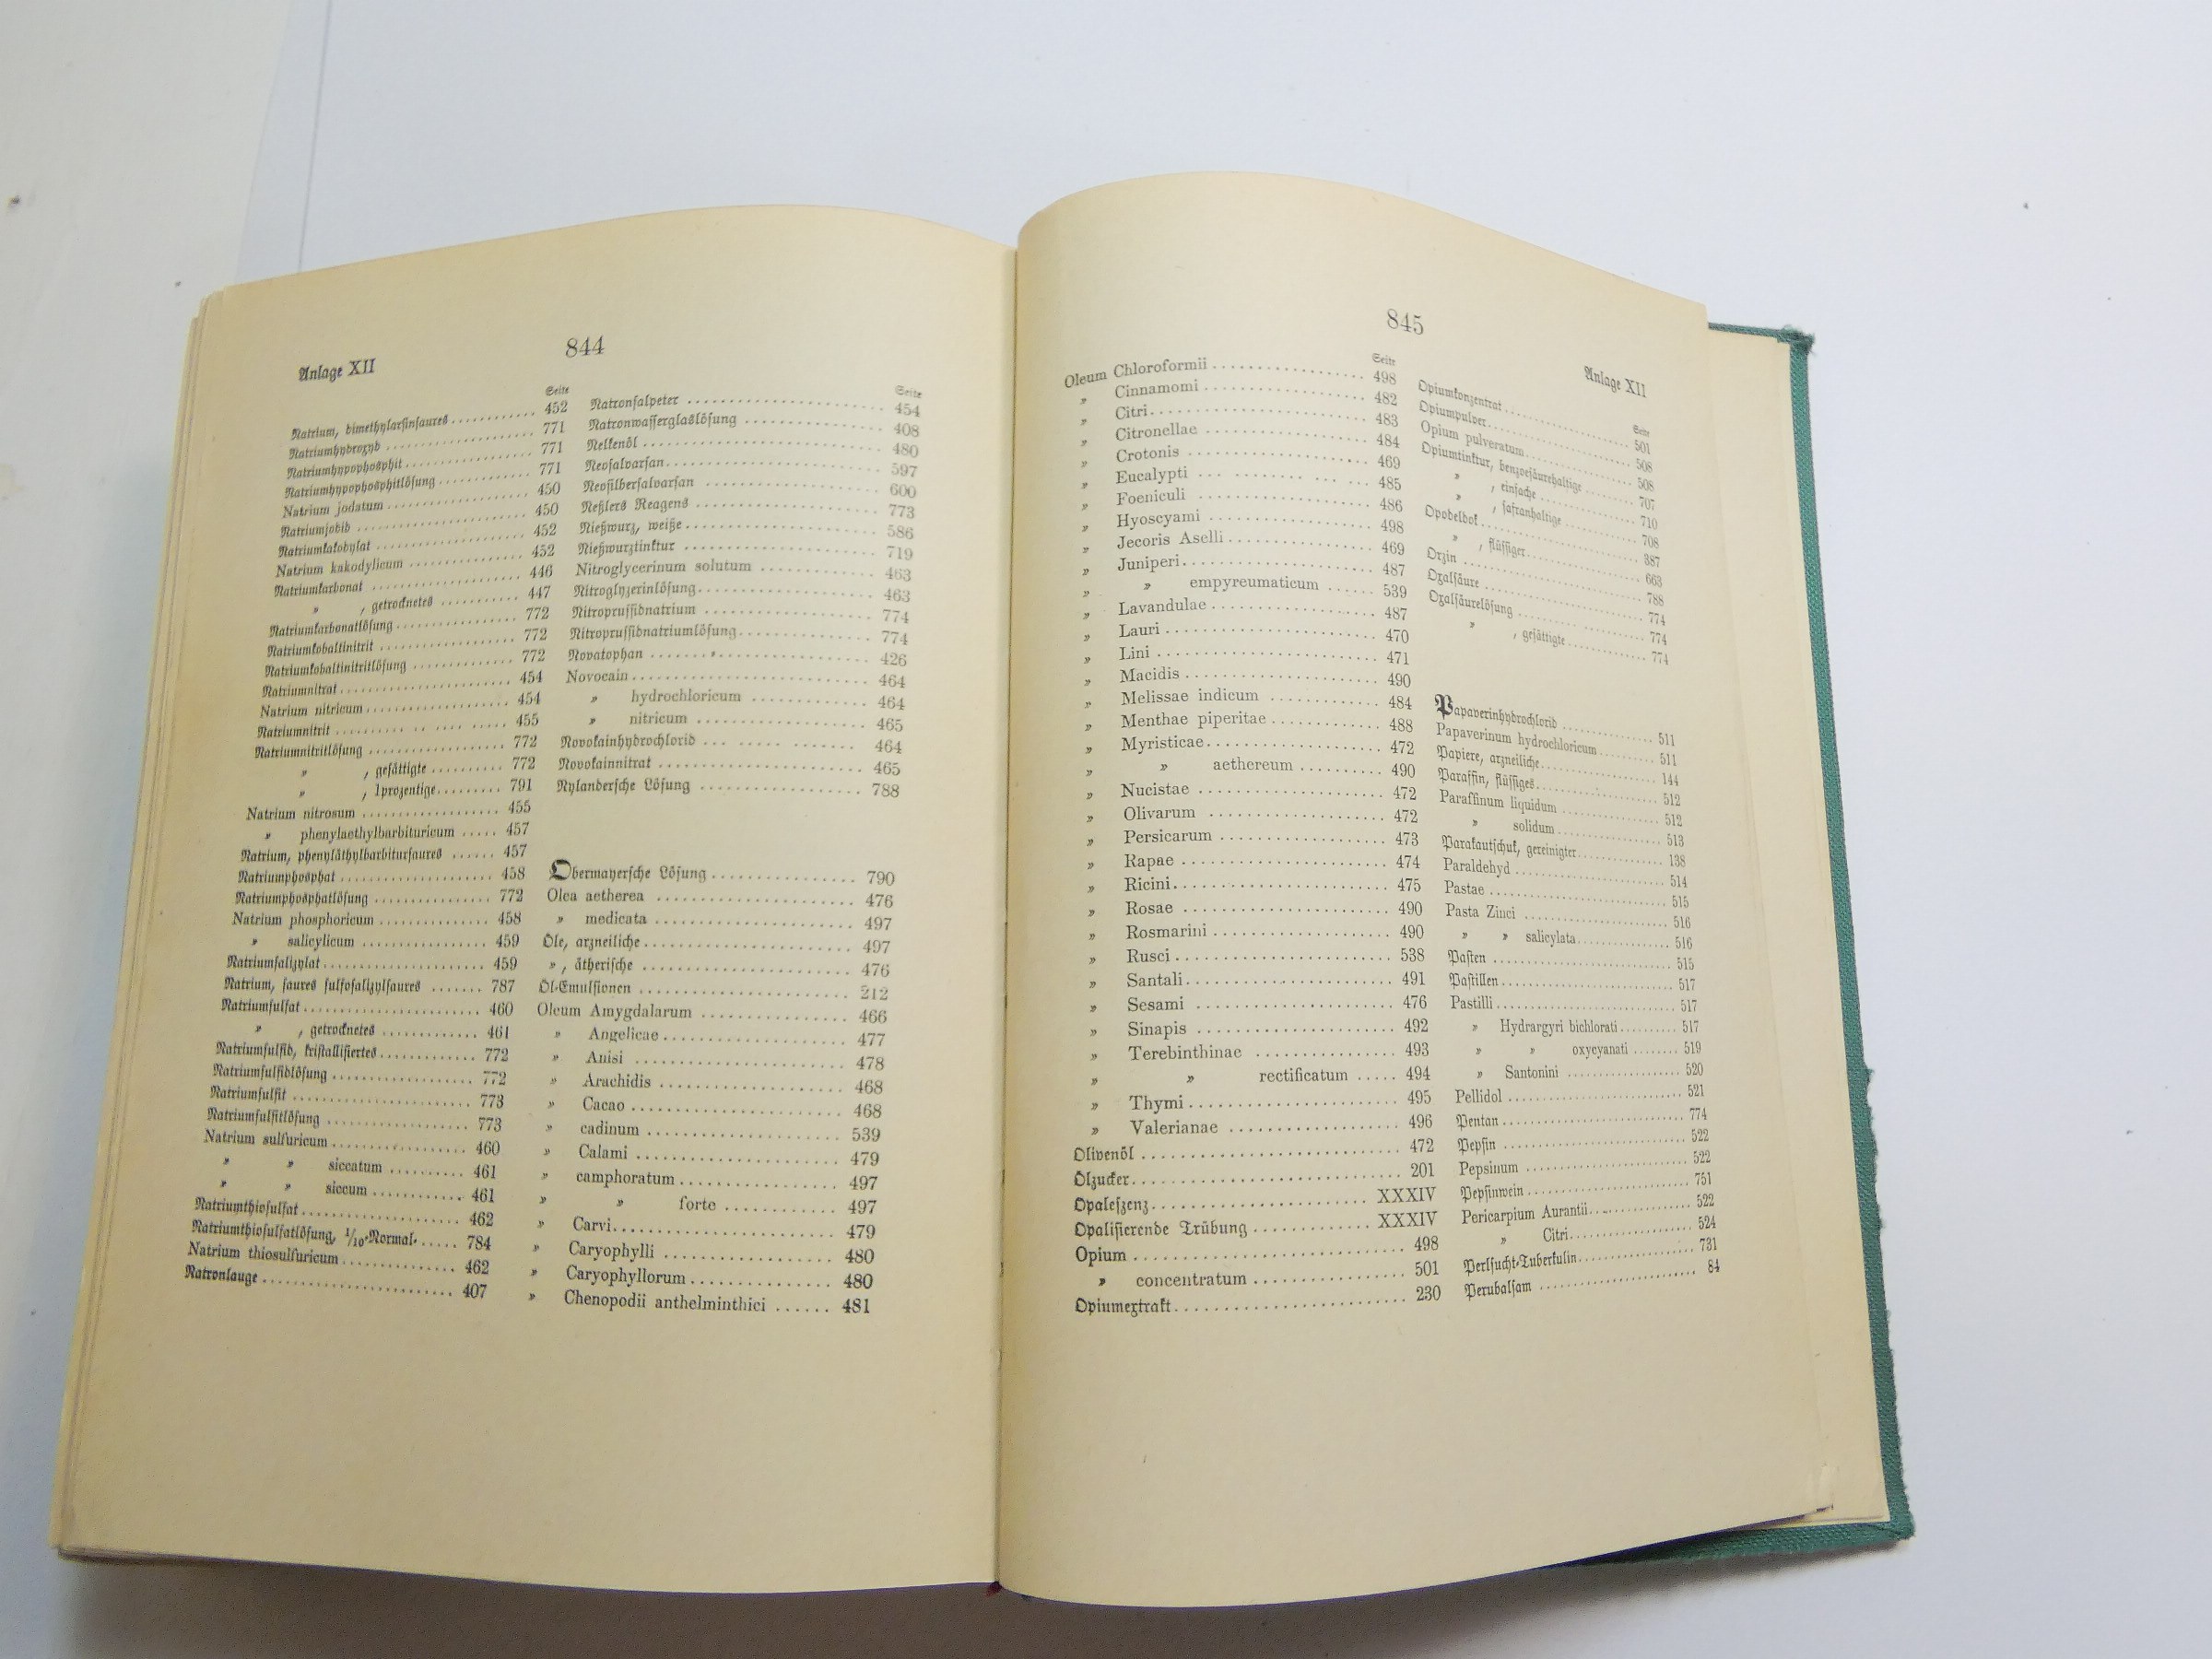 844
Anlage XII
Seite
Natrium, dimethylarsinsaures 452
Natriumhydroxyd 771
Natriumhypophosphit 771
Natriumhypophosphitlösung 771
Natrium jodatum 450
Natriumjodid 450
Natriumkakodylat 452
Natrium kakodylicum 452
Natriumkarbonat 446
" , getrocknetes 447
Natriumkarbonatlösung 772
Natriumkobaltinitrit 772
Natriumkobaltinitritlösung 772
Natriumnitrat 454
Natrium nitricum 454
Natriumnitrit 455
Natriumnitritlösung 772
" , gesättigte 772
" , 1prozentige 791
Natrium nitrosum 455
" phenylaethylbarbituricum 457
Natrium, phenyläthylbarbitursaures 457
Natriumphosphat 458
Natriumphosphatlösung 772
Natrium phosphoricum 458
" salicylicum 459
Natriumsalizylat 459
Natrium, saures sulfosalizylsaures 787
Natriumsulfat 460
" , getrocknetes 461
Natriumsulfid, kristallisiertes 772
Natriumsulfidlösung 772
Natriumsulfit 773
Natriumsulfitlösung 773
Natrium sulfuricum 460
" " siccatum 461
" " siccum 461
Natriumthiosulfat 462
Natriumthiosulfatlösung, 1/10-Normal- 784
Natrium thiosulfuricum 462
Natronlauge 407
Seite
Natronsalpeter 454
Natronwasserglaslösung 408
Nelkenöl 480
Neosalvarsan 597
Neosilbersalvarsan 600
Neßlers Reagens 773
Nießwurz, weiße 586
Nießwurztinktur 719
Nitroglycerinum solutum 463
Nitroglyzerinlösung 463
Nitroprussidnatrium 774
Nitroprussidnatriumlösung 774
Novatophan 426
Novocain 464
" hydrochloricum 464
" nitricum 465
Novokainhydrochlorid 464
Novokainnitrat 465
Nylandersche Lösung 788
Obermayersche Lösung 790
Olea aetherea 476
" medicata 497
Öle, arzneiliche 497
" , ätherische 476
Öl-Emulsionen 212
Oleum Amygdalarum 466
" Angelicae 477
" Anisi 478
" Arachidis 468
" Cacao 468
" cadinum 539
" Calami 479
" camphoratum 497
" " forte 497
" Carvi 479
" Caryophylli 480
" Caryophyllorum 480
" Chenopodii anthelminthici 481
845
Anlage XII
Seite
Oleum Chloroformii 498
" Cinnamomi 482
" Citri 483
" Citronellae 484
" Crotonis 469
" Eucalypti 485
" Foeniculi 486
" Hyoscyami 498
" Jecoris Aselli 469
" Juniperi 487
" " empyreumaticum 539
" Lavandulae 487
" Lauri 470
" Lini 471
" Macidis 490
" Melissae indicum 484
" Menthae piperitae 488
" Myristicae 472
" " aethereum 490
" Nucistae 472
" Olivarum 472
" Persicarum 473
" Rapae 474
" Ricini 475
" Rosae 490
" Rosmarini 490
" Rusci 538
" Santali 491
" Sesami 476
" Sinapis 492
" Terebinthinae 493
" " rectificatum 494
" Thymi 495
" Valerianae 496
Olivenöl 472
Ölzucker 201
Opaleszenz XXXIV
Opalisierende Trübung XXXIV
Opium 498
" concentratum 501
Opiumextrakt 230
Seite
Opiumkonzentrat 501
Opiumpulver 508
Opium pulveratum 508
Opiumtinktur, benzoesäurehaltige 707
" , einfache 710
" , safranhaltige 708
Opodeldok 387
" , flüssiger 663
Orzin 788
Oxalsäure 774
Oxalsäurelösung 774
" , gesättigte 774
Papaverinhydrochlorid 511
Papaverinum hydrochloricum 511
Papiere, arzneiliche 144
Paraffin, flüssiges 512
Paraffinum liquidum 512
" solidum 513
Parakautschuk, gereinigter 138
Paraldehyd 514
Pastae 515
Pasta Zinci 516
" " salicylata 516
Pasten 515
Pastillen 517
Pastilli 517
" Hydrargyri bichlorati 517
" " oxycyanati 519
" Santonini 520
Pellidol 521
Pentan 774
Pepsin 522
Pepsinum 522
Pepsinwein 751
Pericarpium Aurantii 522
" Citri 524
Perlsucht-Tuberkulin 731
Perubalsam 84